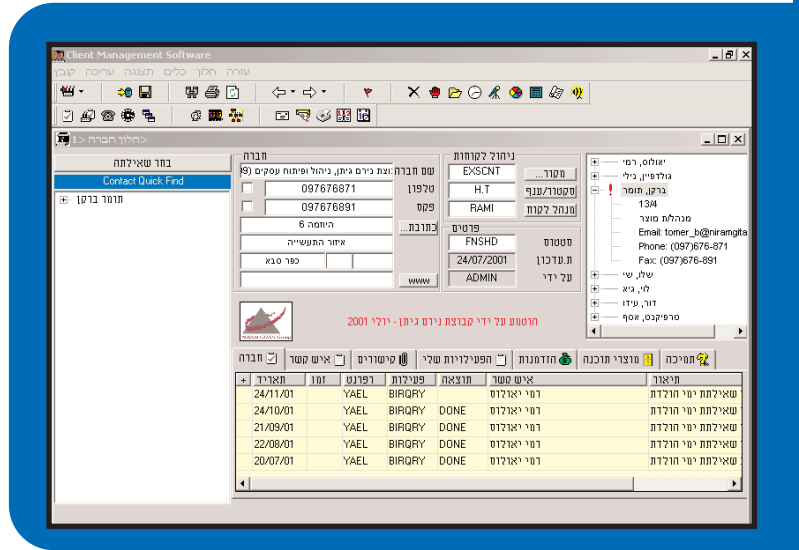 Client Management Software
קובץ עריכה תצוגה כלים חלון עזרה
1 : >חלון חברה<
בחר שאילתה
Contact Quick Find
תומר ברקן
חברה
שם חברה:
טלפון
097676871
פקס
097676891
כתובת...
היוזמה 6
איזור התעשייה
כפר סבא
www
ניהול לקוחות
מקור...
EXSCNT
סקטור/ענף
H.T
מנהל לקוח
RAMI
פרטים
סטטוס
FNSHD
ת.עדכון
24/07/2001
על ידי
ADMIN
יאולוס, רמי
גולדפיין, גילי
ברקן, תומר
13/4
מנהלת מוצר
Email: tomer_b@niramgita
Phone: (097)676-871
Fax: (097)676-891
שלו, שי
לוי, גיא
דור, עידו
טרפיקנט, אסף
NIRAM GITAN Group
הוטמע על ידי קבוצת נירם גיתן - יולי 2001
חברה איש קשר קישורים הפעילויות שלי הזדמנות מוצרי תוכנה תמיכה
+ תאריך זמן רפרנט פעילות תוצאה איש קשר תיאור
24/11/01 YAEL BIRQRY רמי יאולוס שאילתת ימי הולדת
24/10/01 YAEL BIRQRY DONE רמי יאולוס שאילתת ימי הולדת
21/09/01 YAEL BIRQRY DONE רמי יאולוס שאילתת ימי הולדת
22/08/01 YAEL BIRQRY DONE רמי יאולוס שאילתת ימי הולדת
20/07/01 YAEL BIRQRY DONE רמי יאולוס שאילתת ימי הולדת